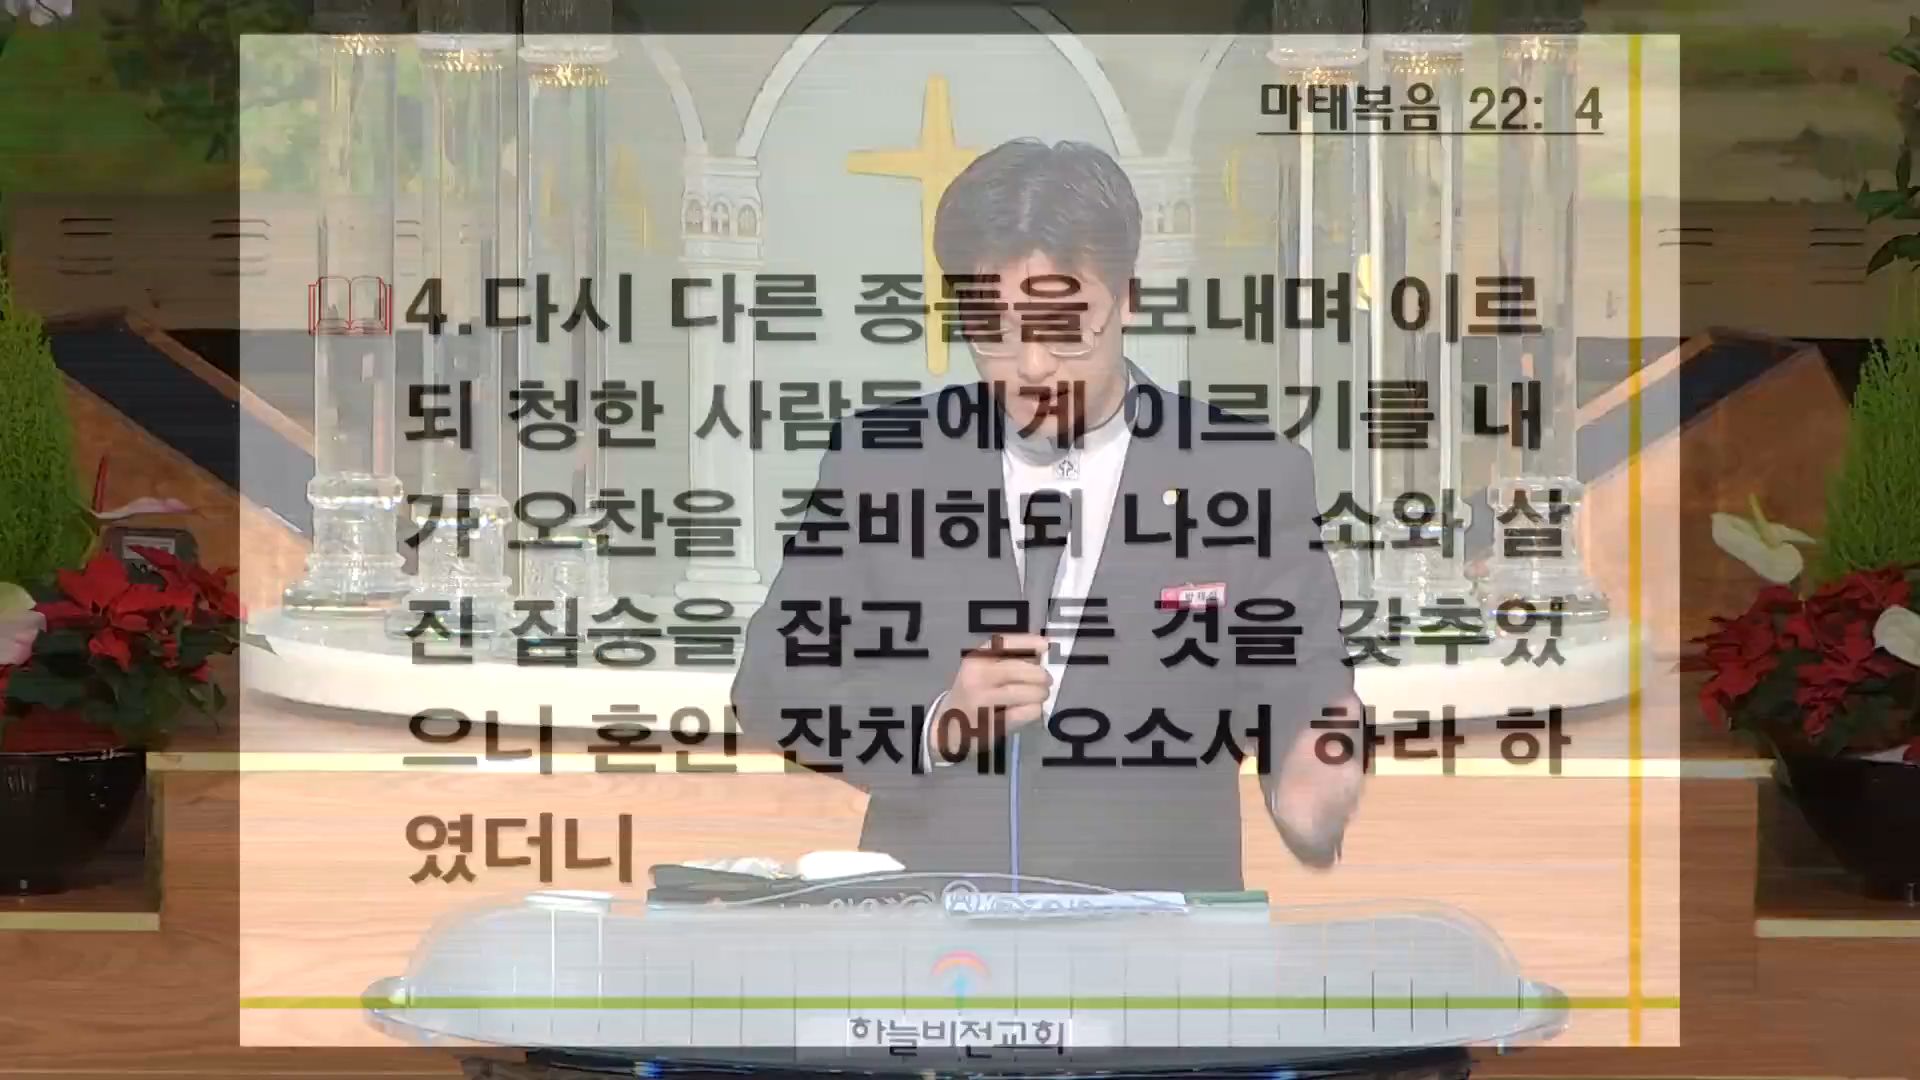 마태복음 22: 4
4.다시 다른 종들을 보내며 이르
되 청한 사람들에게 이르기를 내
가 오찬을 준비하되 나의 소와 살
진 짐승을 잡고 모든 것을 갖추었
으니 혼인 잔치에 오소서 하라 하
였더니
하늘비전교회